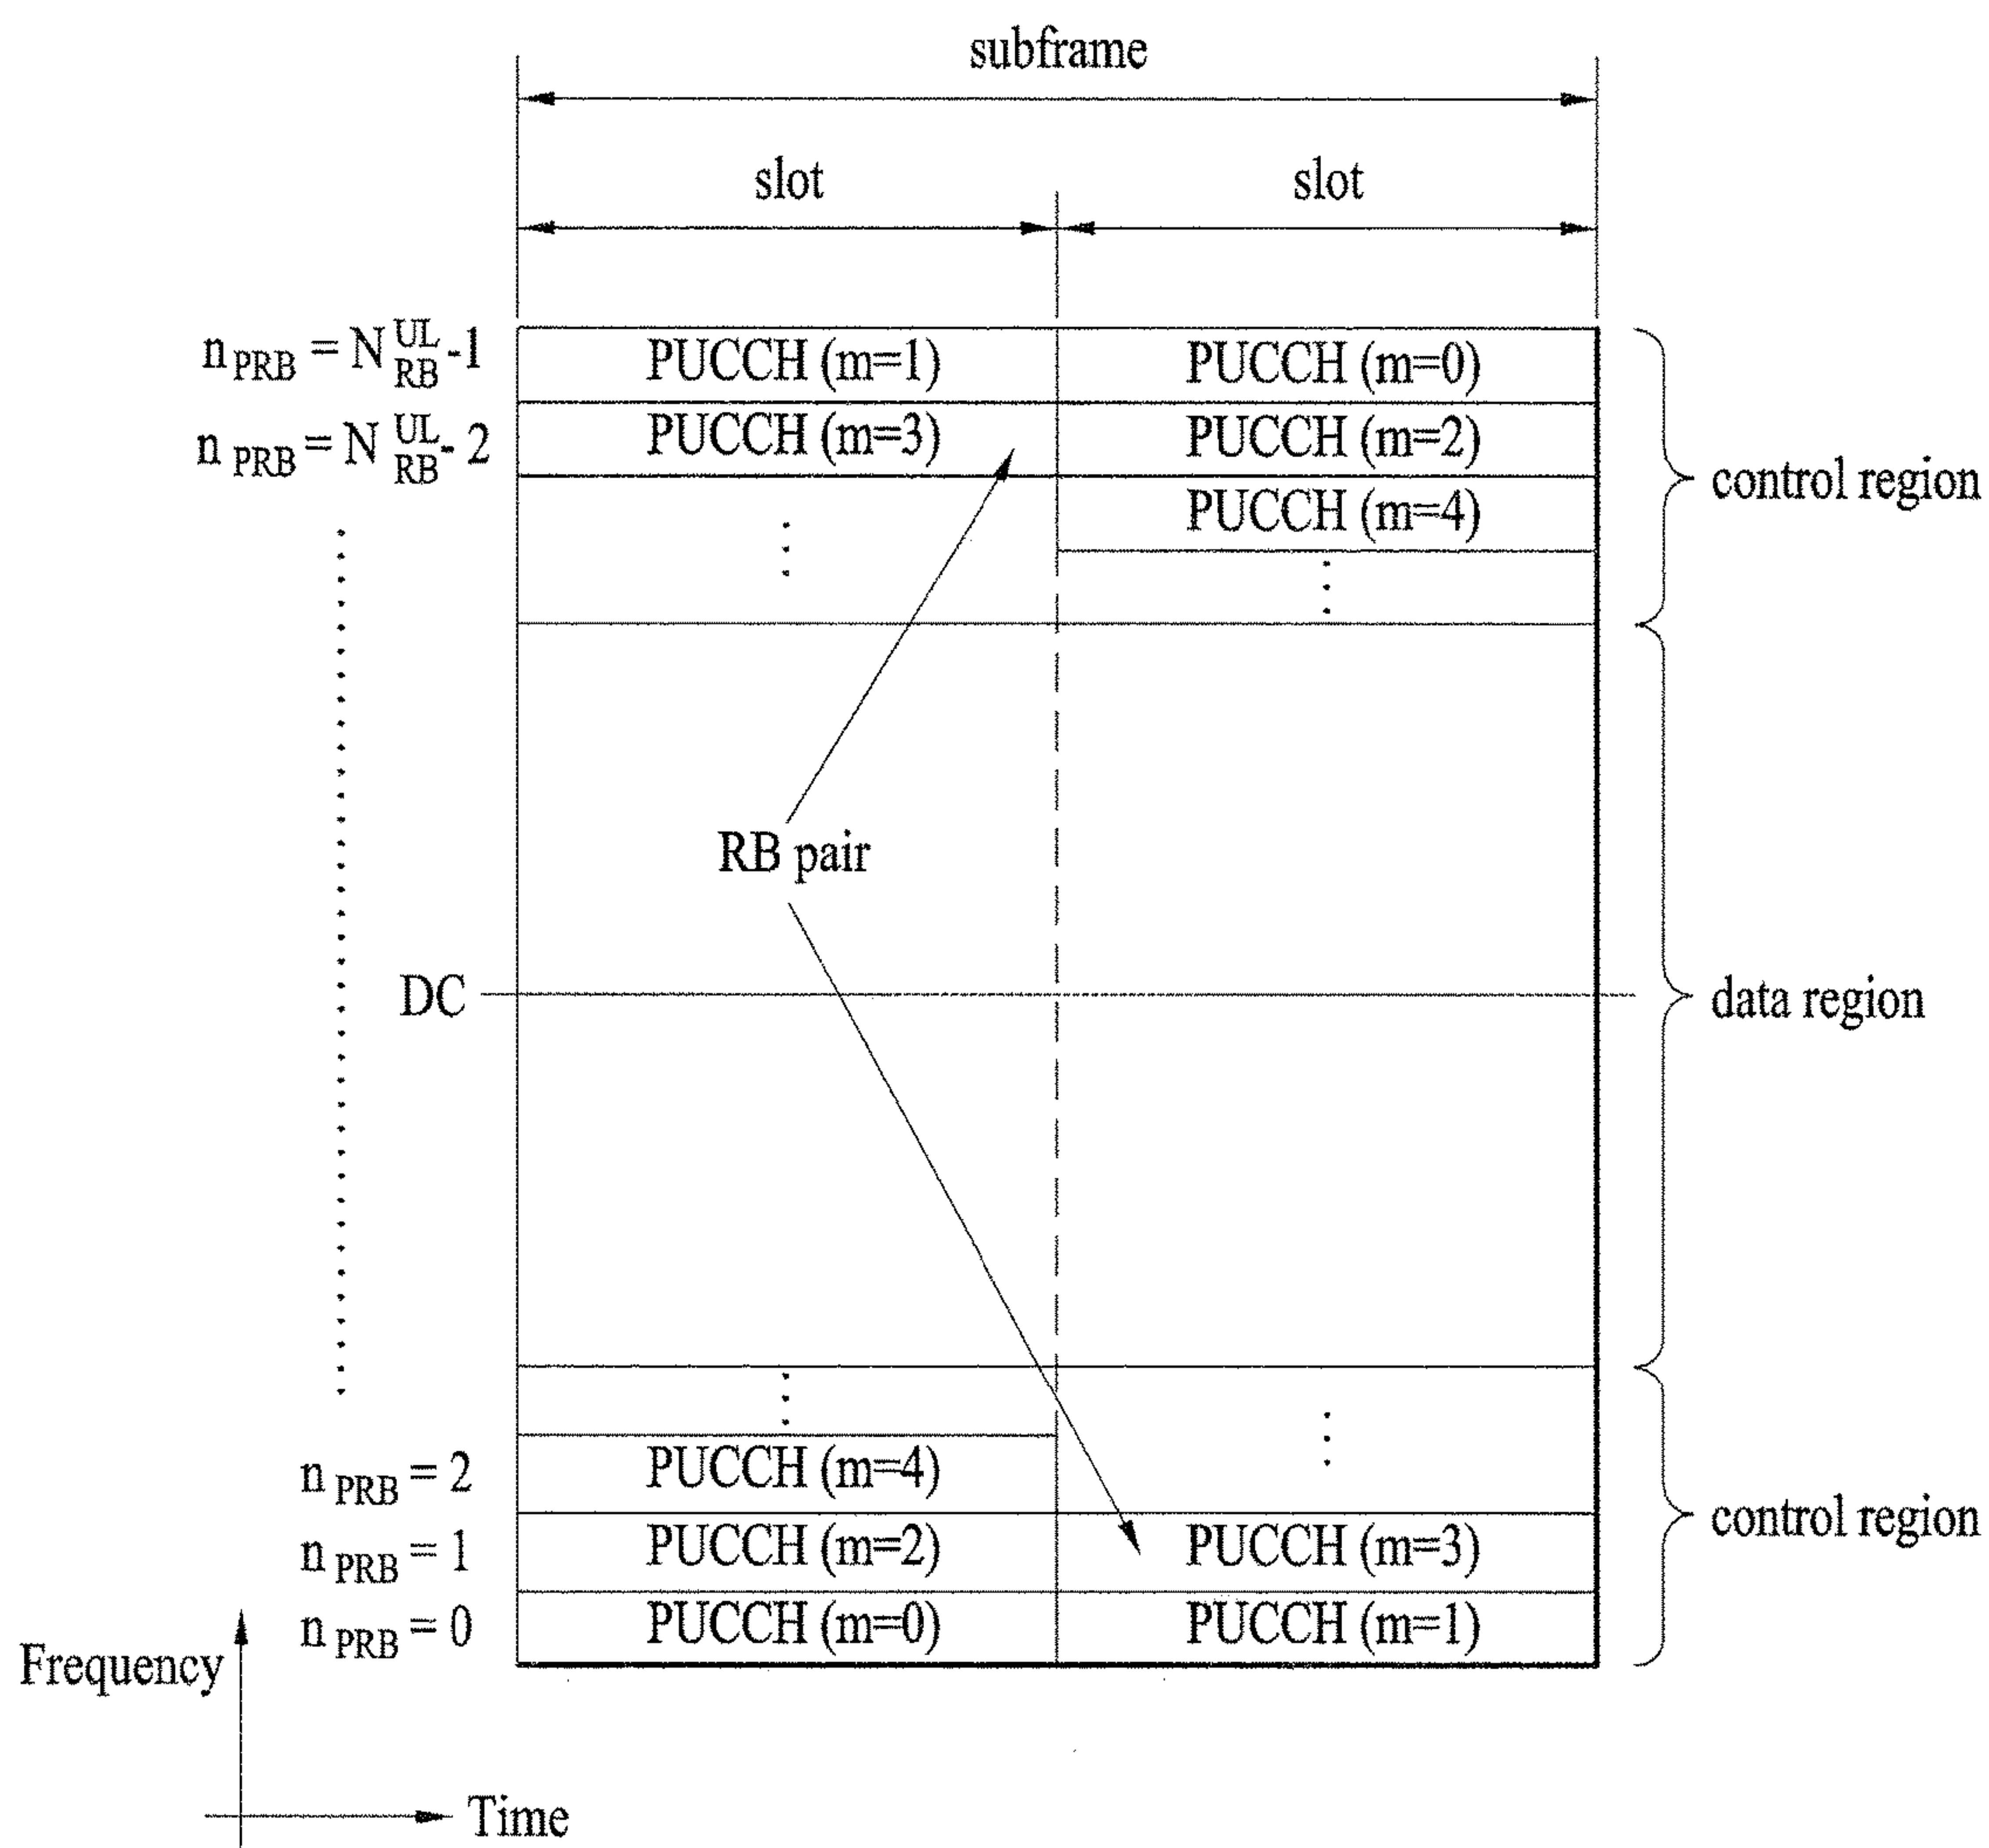 subframe
slot slot
n PRB = N UL RB -1 PUCCH (m=1) PUCCH (m=0)
n PRB = N UL RB - 2 PUCCH (m=3) PUCCH (m=2)
PUCCH (m=4)
control region
RB pair
DC
data region
n PRB = 2 PUCCH (m=4)
n PRB = 1 PUCCH (m=2) PUCCH (m=3)
control region
n PRB = 0 PUCCH (m=0) PUCCH (m=1)
Frequency
Time